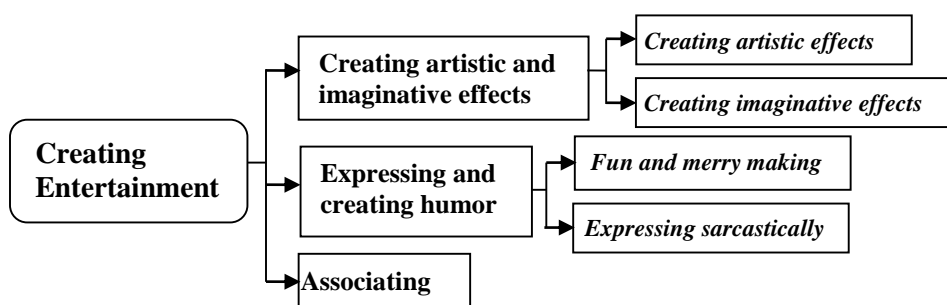 Creating
Entertainment
Creating artistic and
imaginative effects
Creating artistic effects
Creating imaginative effects
Expressing and
creating humor
Fun and merry making
Expressing sarcastically
Associating